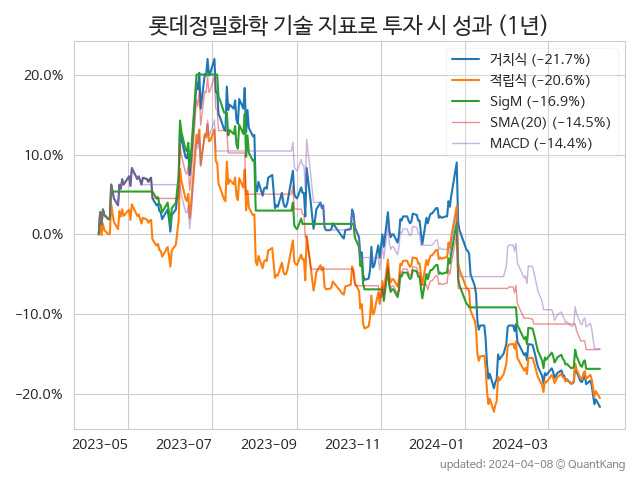 롯데정밀화학 기술 지표로 투자 시 성과 (1년)
거치식 (−21.7%)
적립식 (−20.6%)
SigM (−16.9%)
SMA(20) (−14.5%)
MACD (−14.4%)
20.0%
10.0%
0.0%
−10.0%
−20.0%
2023-05 2023-07 2023-09 2023-11 2024-01 2024-03
updated: 2024-04-08 © QuantKang